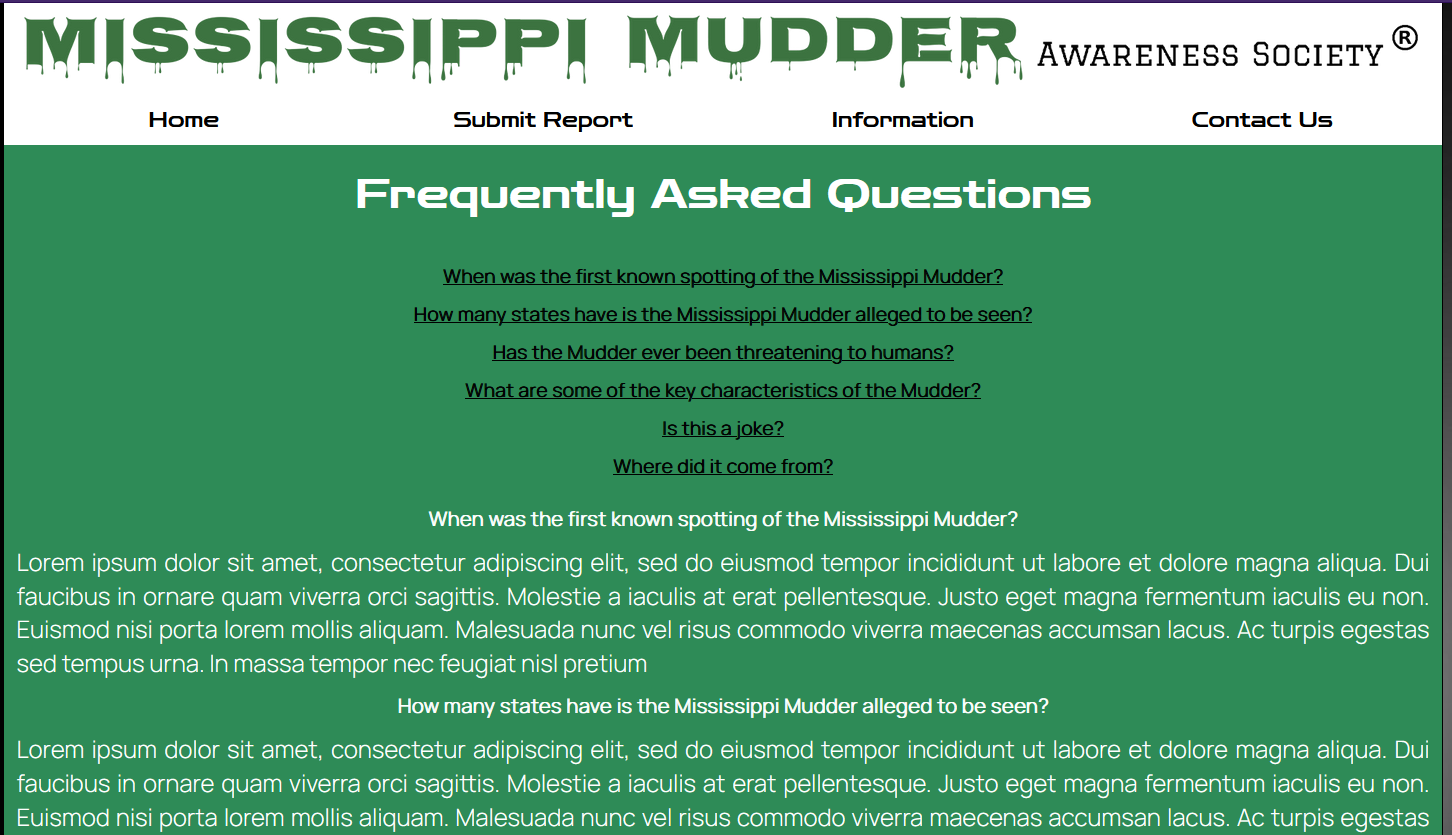 MISSISSIPPI MUDDER AWARENESS SOCIETY ®
Home Submit Report Information Contact Us
Frequently Asked Questions
When was the first known spotting of the Mississippi Mudder?
How many states have is the Mississippi Mudder alleged to be seen?
Has the Mudder ever been threatening to humans?
What are some of the key characteristics of the Mudder?
Is this a joke?
Where did it come from?
When was the first known spotting of the Mississippi Mudder?
Lorem ipsum dolor sit amet, consectetur adipiscing elit, sed do eiusmod tempor incididunt ut labore et dolore magna aliqua. Dui
faucibus in ornare quam viverra orci sagittis. Molestie a iaculis at erat pellentesque. Justo eget magna fermentum iaculis eu non.
Euismod nisi porta lorem mollis aliquam. Malesuada nunc vel risus commodo viverra maecenas accumsan lacus. Ac turpis egestas
sed tempus urna. In massa tempor nec feugiat nisl pretium
How many states have is the Mississippi Mudder alleged to be seen?
Lorem ipsum dolor sit amet, consectetur adipiscing elit, sed do eiusmod tempor incididunt ut labore et dolore magna aliqua. Dui
faucibus in ornare quam viverra orci sagittis. Molestie a iaculis at erat pellentesque. Justo eget magna fermentum iaculis eu non.
Euismod nisi porta lorem mollis aliquam. Malesuada nunc vel risus commodo viverra maecenas accumsan lacus. Ac turpis egestas